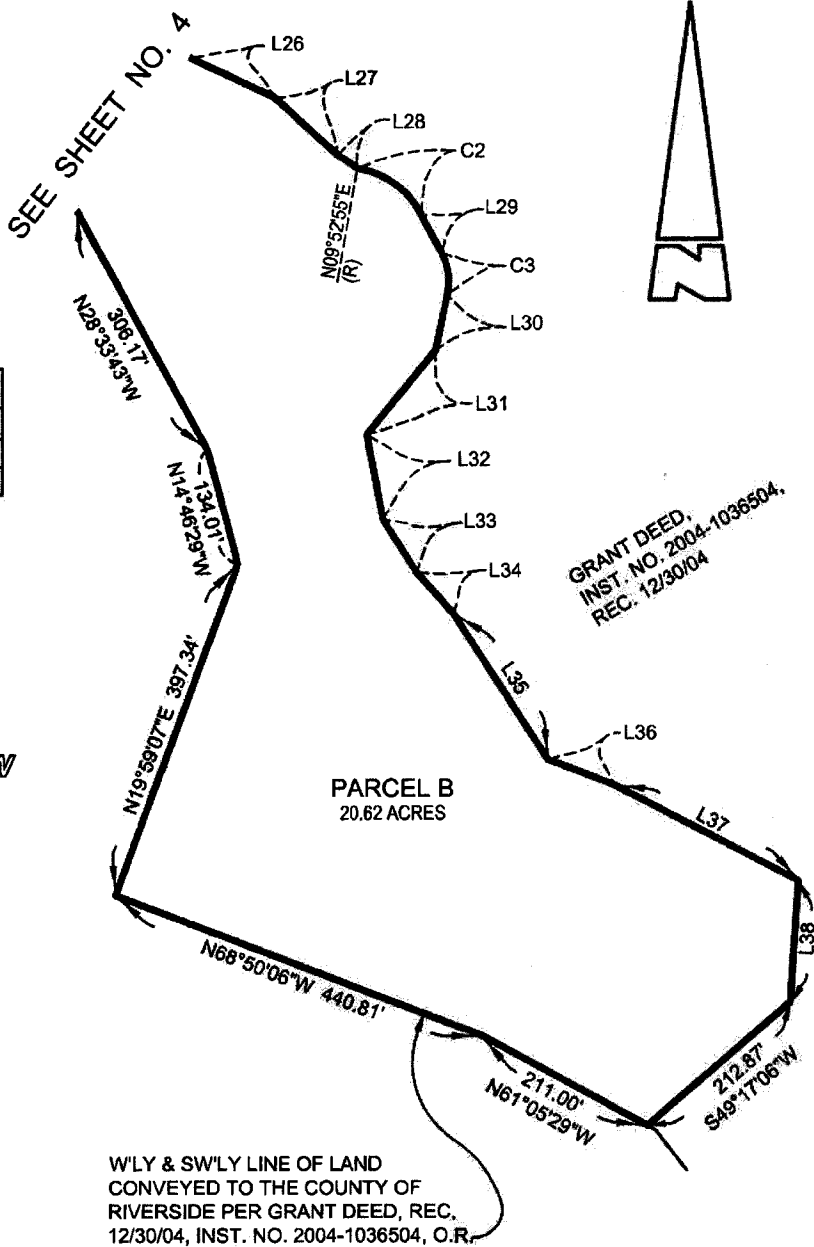 SEE SHEET NO. 4
L26
L27
L28
C2
N09°52'55"E
(R)
L29
C3
L30
N
306.17'
N28°33'43"W
L31
L32
134.01'
N14°46'29"W
L33
L34
GRANT DEED,
INST. NO. 2004-1036504,
REC. 12/30/04
L35
N19°59'07"E 397.34'
L36
W
PARCEL B
20.62 ACRES
L37
L38
N68°50'06"W 440.81'
211.00'
N61°05'29"W
212.87'
S49°17'06"W
W'LY & SW'LY LINE OF LAND
CONVEYED TO THE COUNTY OF
RIVERSIDE PER GRANT DEED, REC.
12/30/04, INST. NO. 2004-1036504, O.R.